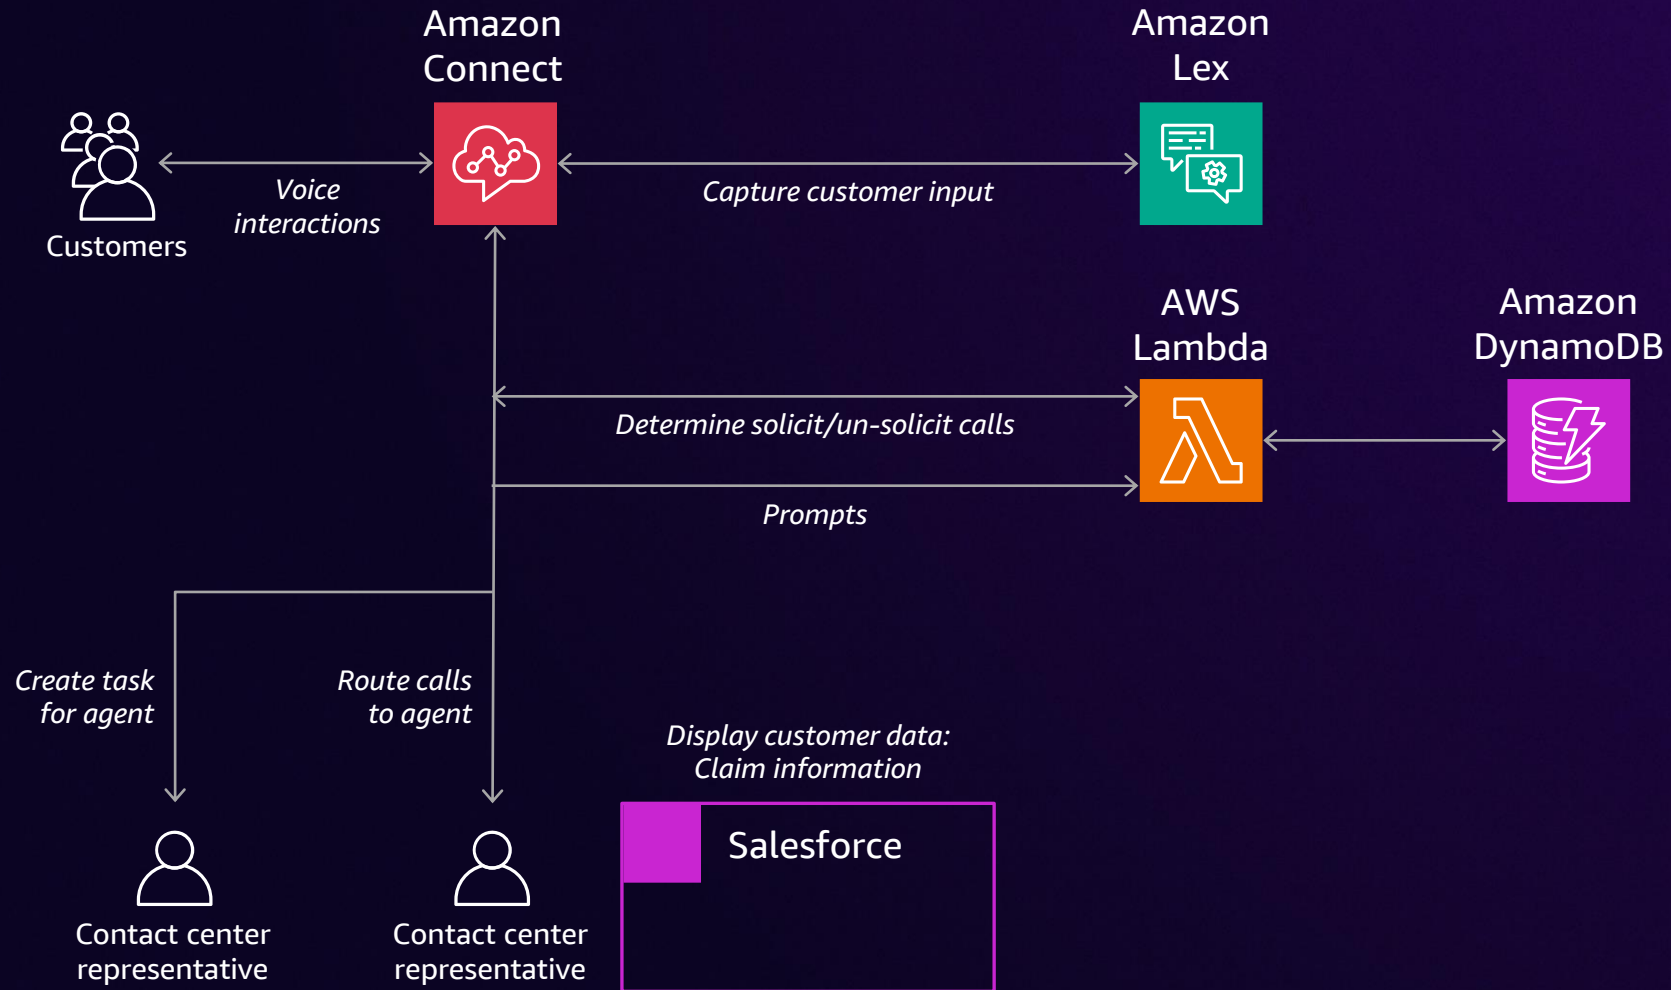 Amazon
Connect
Amazon
Lex
Customers
Voice
interactions
Capture customer input
AWS
Lambda
Amazon
DynamoDB
Determine solicit/un-solicit calls
Prompts
Create task
for agent
Route calls
to agent
Display customer data:
Claim information
Salesforce
Contact center
representative
Contact center
representative